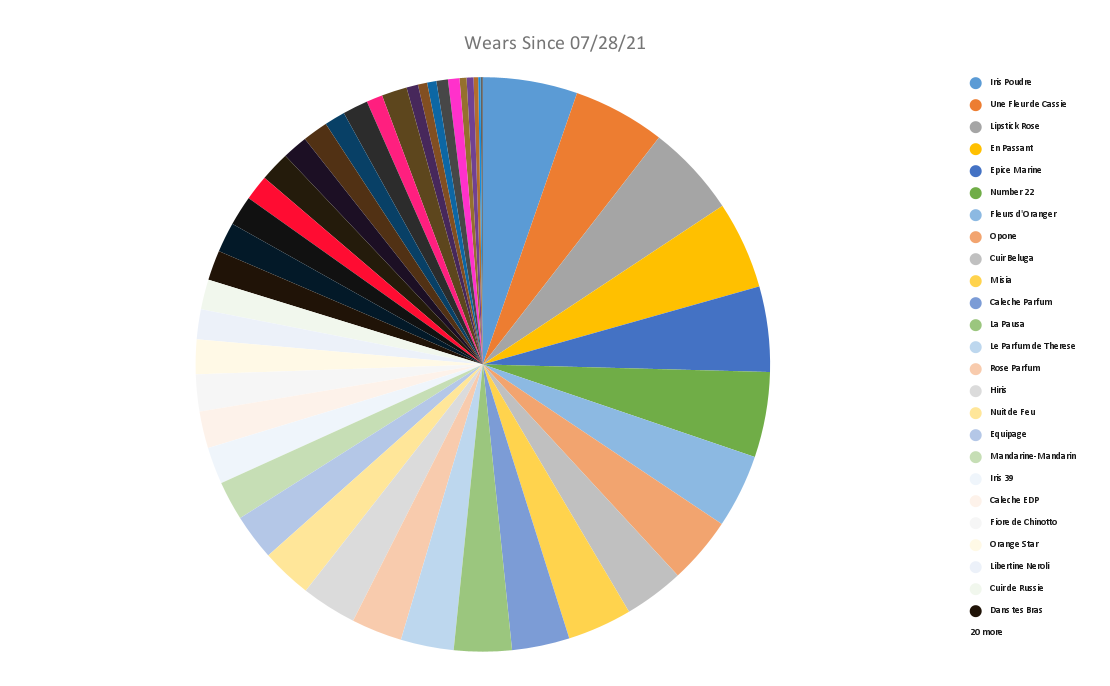 Wears Since 07/28/21
Iris Poudre
Une Fleur de Cassie
Lipstick Rose
En Passant
Epice Marine
Number 22
Fleurs d'Oranger
Opone
Cuir Beluga
Misia
Caleche Parfum
La Pausa
Le Parfum de Therese
Rose Parfum
Hiris
Nuit de Feu
Equipage
Mandarine-Mandarin
Iris 39
Caleche EDP
Fiore de Chinotto
Orange Star
Libertine Neroli
Cuir de Russie
Dans tes Bras
20 more